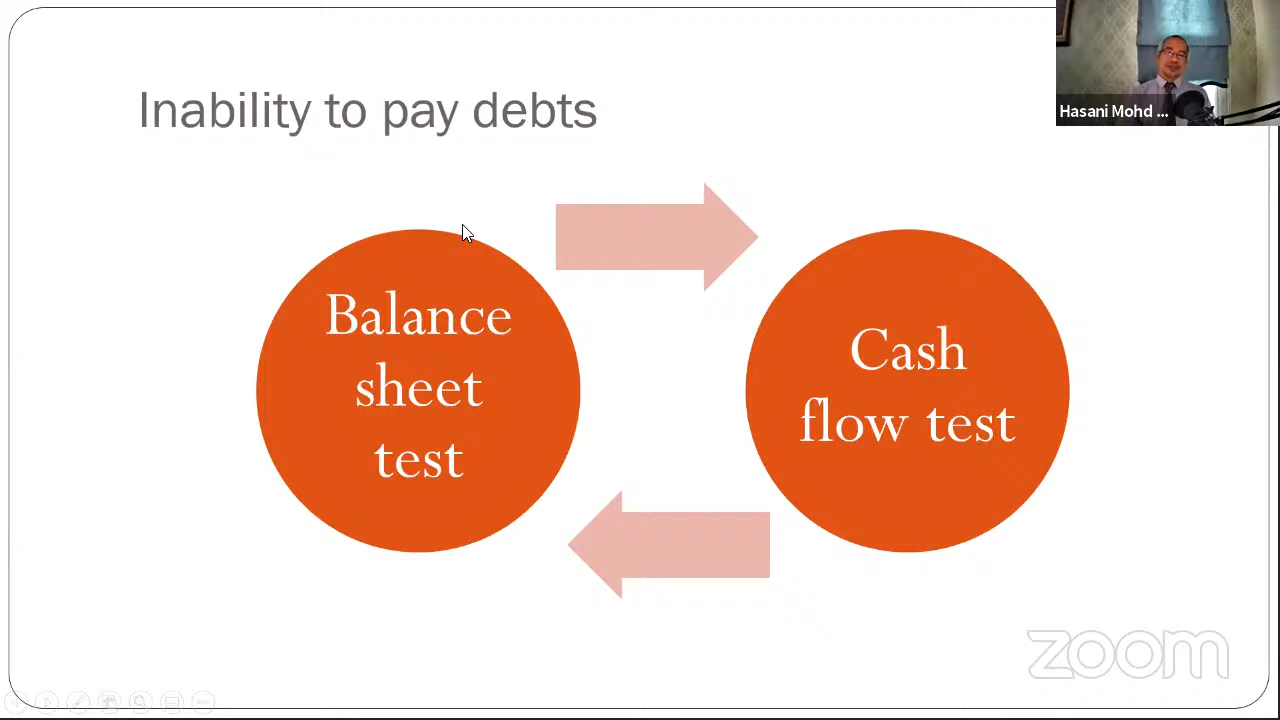 Inability to pay debts
Hasani Mohd ...
Balance
sheet
test
Cash
flow test
zoom